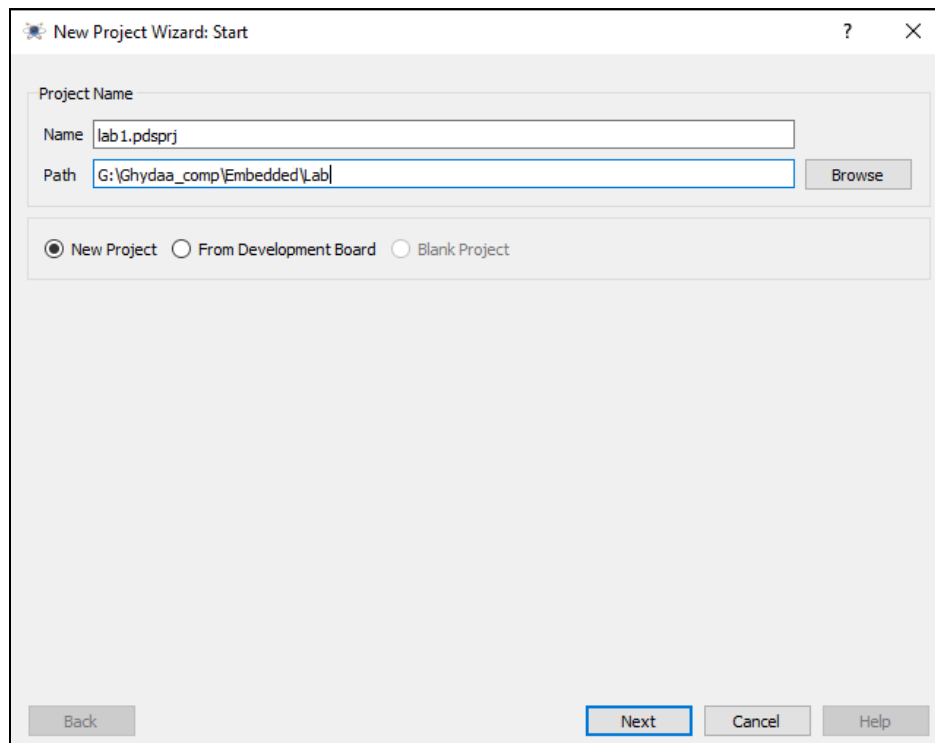 New Project Wizard: Start ?
Project Name
Name lab1.pdsprj
Path G:\Ghydaa_comp\Embedded\Lab Browse
New Project From Development Board Blank Project
Back Next Cancel Help